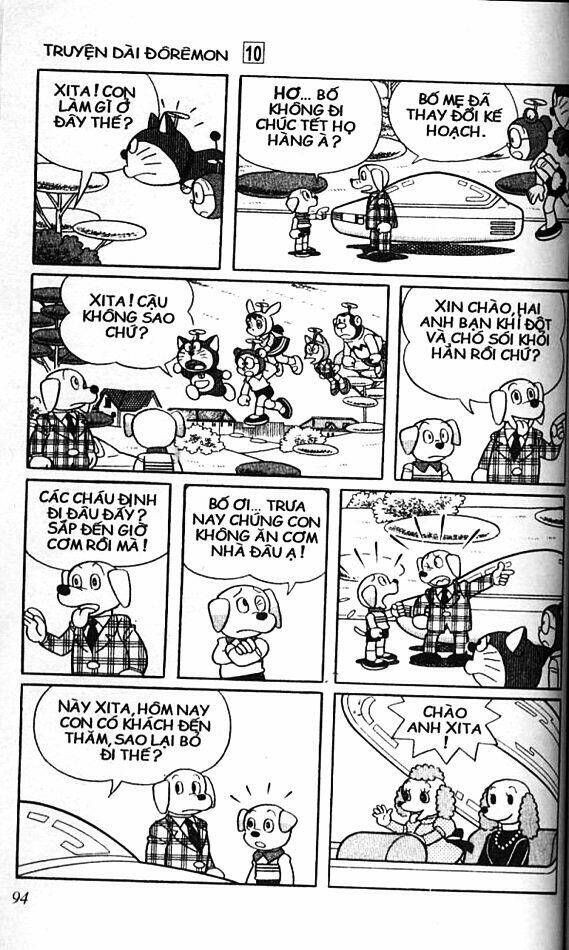 TRUYỆN DÀI ĐÔRÊMON 10
XITA! CON
LÀM GÌ Ở
ĐÂY THẾ?
HƠ... BỐ
KHÔNG ĐI
CHÚC TẾT HỌ
HÀNG À?
BỐ MẸ ĐÃ
THAY ĐỔI KẾ
HOẠCH.
XITA! CẬU
KHÔNG SAO
CHỨ?
XIN CHÀO, HAI
ANH BẠN KHỈ ĐỘT
VÀ CHÓ SÓI KHỎI
HẲN RỒI CHỨ?
CÁC CHÁU ĐỊNH
ĐI ĐÂU ĐẤY?
SẮP ĐẾN GIỜ
CƠM RỒI MÀ!
BỐ ƠI... TRƯA
NAY CHÚNG CON
KHÔNG ĂN CƠM
NHÀ ĐÂU Ạ!
NÀY XITA, HÔM NAY
CON CÓ KHÁCH ĐẾN
THĂM, SAO LẠI BỎ
ĐI THẾ?
CHÀO
ANH XITA
!
94